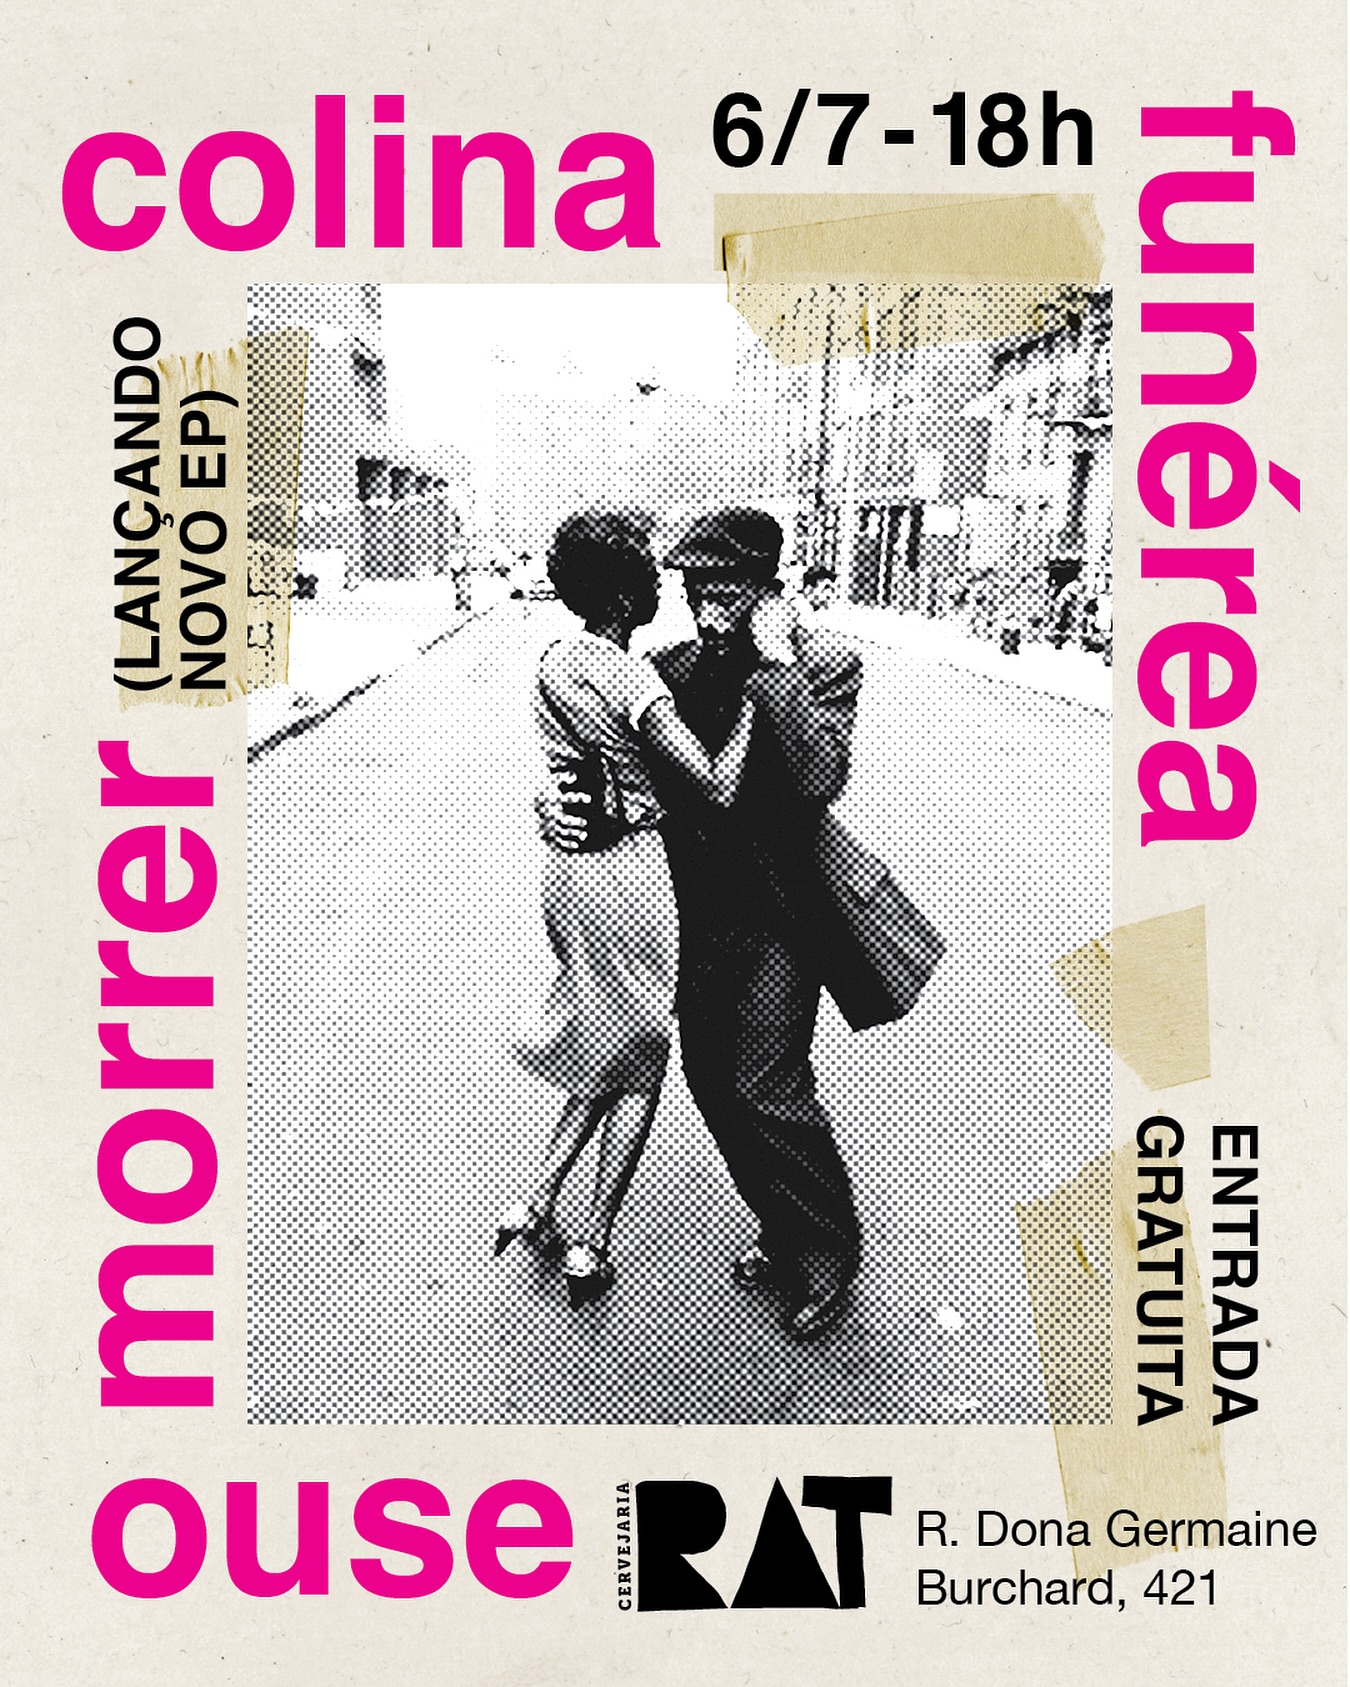 colina
6/7-18h
funérea
(LANÇANDO
NOVO EP)
ouse
morrer
ENTRADA
GRATUITA
CERVEJARIA
RAT
R. Dona Germaine
Burchard, 421